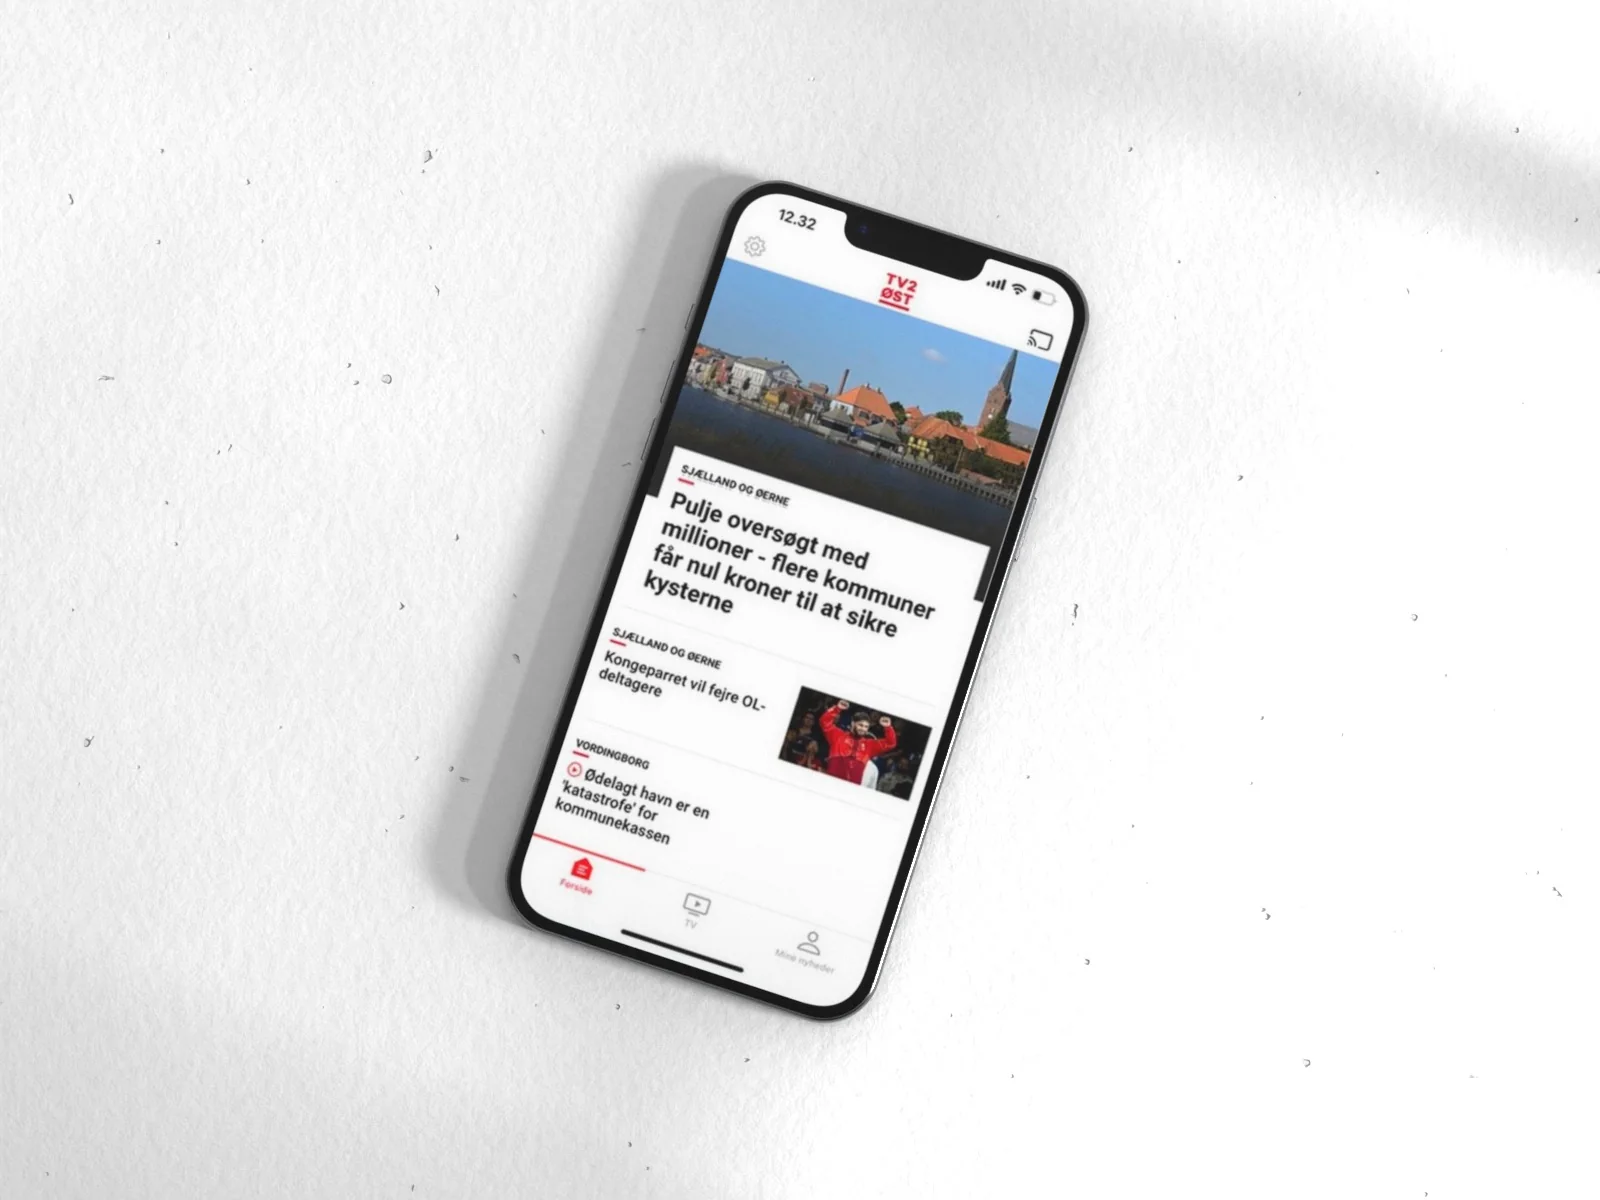 12.32
TV2
ØST
SJÆLLAND OG ØERNE
Pulje oversøgt med
millioner - flere kommuner
får nul kroner til at sikre
kysterne
SJÆLLAND OG ØERNE
Kongeparret vil fejre OL-
deltagere
VORDINGBORG
Ødelagt havn er en
'katastrofe' for
kommunekassen
Forside
TV
Mine nyheder